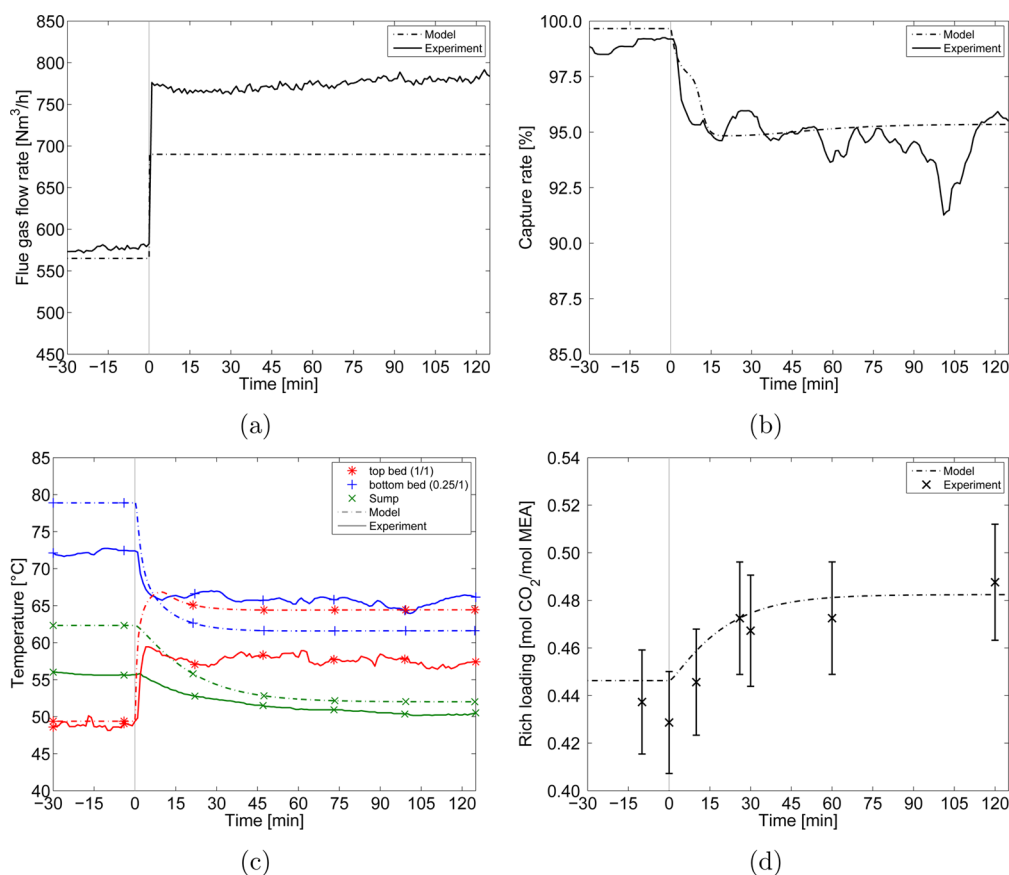 850
800
750
700
650
600
550
500
450
Flue gas flow rate [Nm³/h]
Model
Experiment
−30 −15 0 15 30 45 60 75 90 105 120
Time [min]
(a)
100.0
97.5
95.0
92.5
90.0
87.5
85.0
Capture rate [%]
Model
Experiment
−30 −15 0 15 30 45 60 75 90 105 120
Time [min]
(b)
85
80
75
70
65
60
55
50
45
40
Temperature [°C]
top bed (1/1)
bottom bed (0.25/1)
Sump
Model
Experiment
−30 −15 0 15 30 45 60 75 90 105 120
Time [min]
(c)
0.54
0.52
0.50
0.48
0.46
0.44
0.42
0.40
Rich loading [mol CO₂/mol MEA]
Model
Experiment
−30 −15 0 15 30 45 60 75 90 105 120
Time [min]
(d)